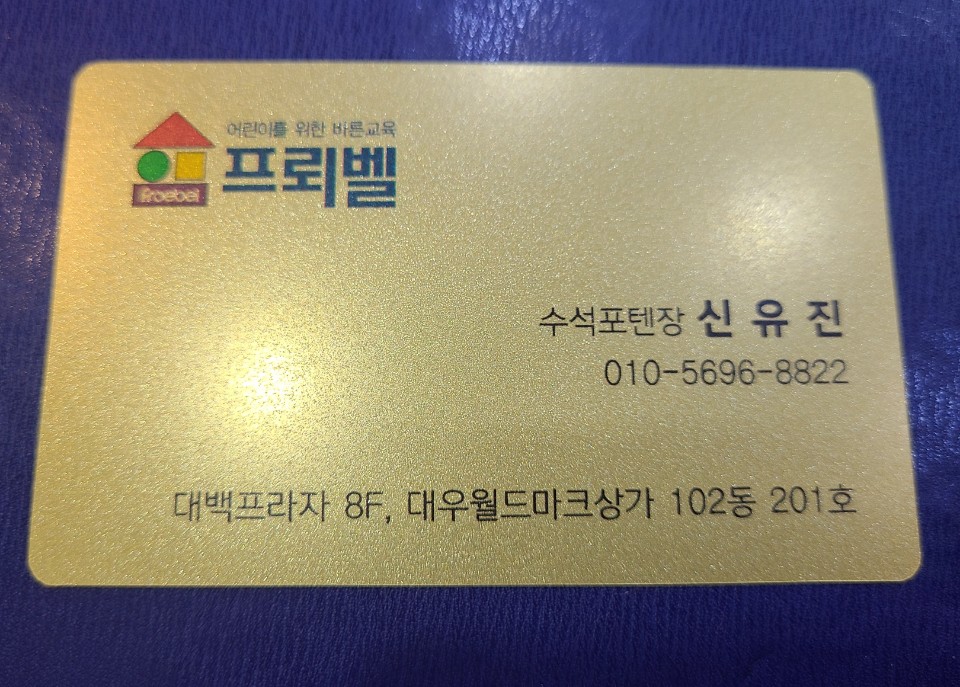 어린이를 위한 바른교육
프뢰벨
froebel
수석포텐장 신유진
010-5696-8822
대백프라자 8F, 대우월드마크상가 102동 201호